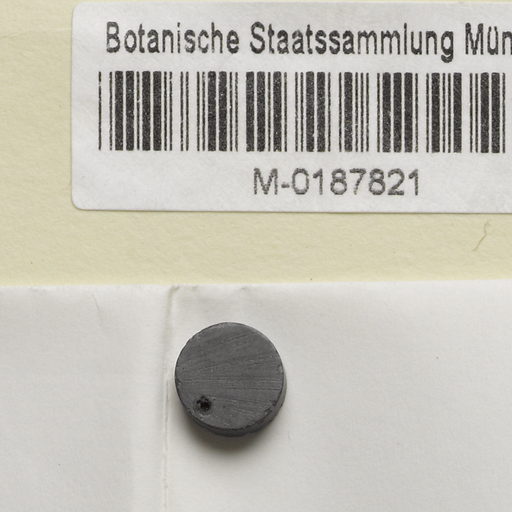 Botanische Staatssammlung Mün
M-0187821